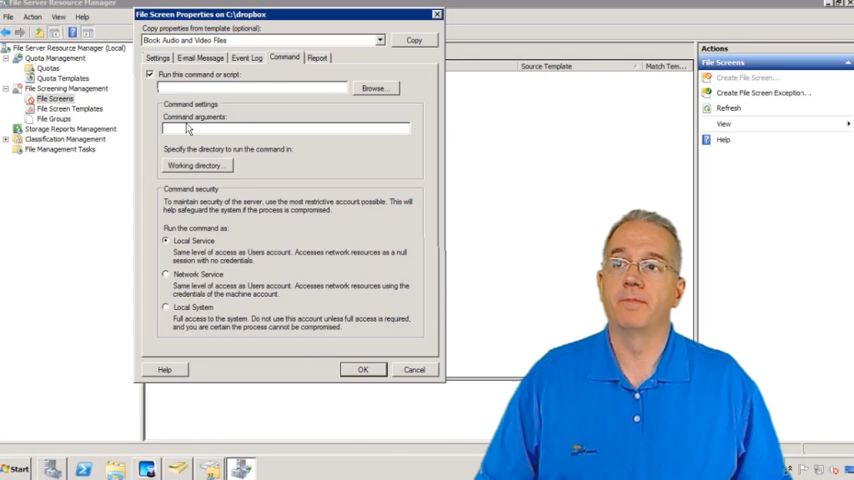 File Server Resource Manager
File Screen Properties on C:\dropbox
File Action View Help
File Server Resource Manager (Local)
Quota Management
Quotas
Quota Templates
File Screening Management
File Screens
File Screen Templates
File Groups
Storage Reports Management
Classification Management
File Management Tasks
Copy properties from template (optional):
Block Audio and Video Files
Copy
Settings E-mail Message Event Log Command Report
Run this command or script:
Browse...
Command settings
Command arguments:
Specify the directory to run the command in:
Working directory...
Command security
To maintain security of the server, use the most restrictive account possible. This will
help safeguard the system if the process is compromised.
Run the command as:
Local Service
Same level of access as Users account. Accesses network resources as a null
session with no credentials.
Network Service
Same level of access as Users account. Accesses network resources using the
credentials of the machine account.
Local System
Full access to the system. Do not use this account unless full access is required,
and you are certain the process cannot be compromised.
Help OK Cancel
Source Template Match Tem...
Actions
File Screens
Create File Screen...
Create File Screen Exception...
Refresh
View
Help
Start